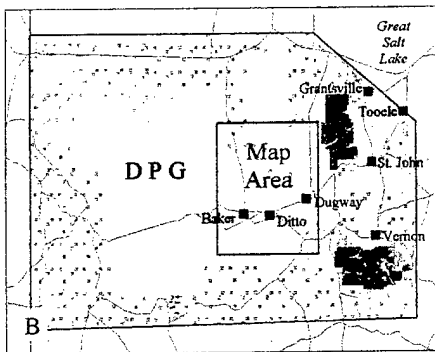 Great
Salt
Lake
Grantsville
Tooele
Map
Area
DPG
St. John
Dugway
Baker
Ditto
Vernon
B